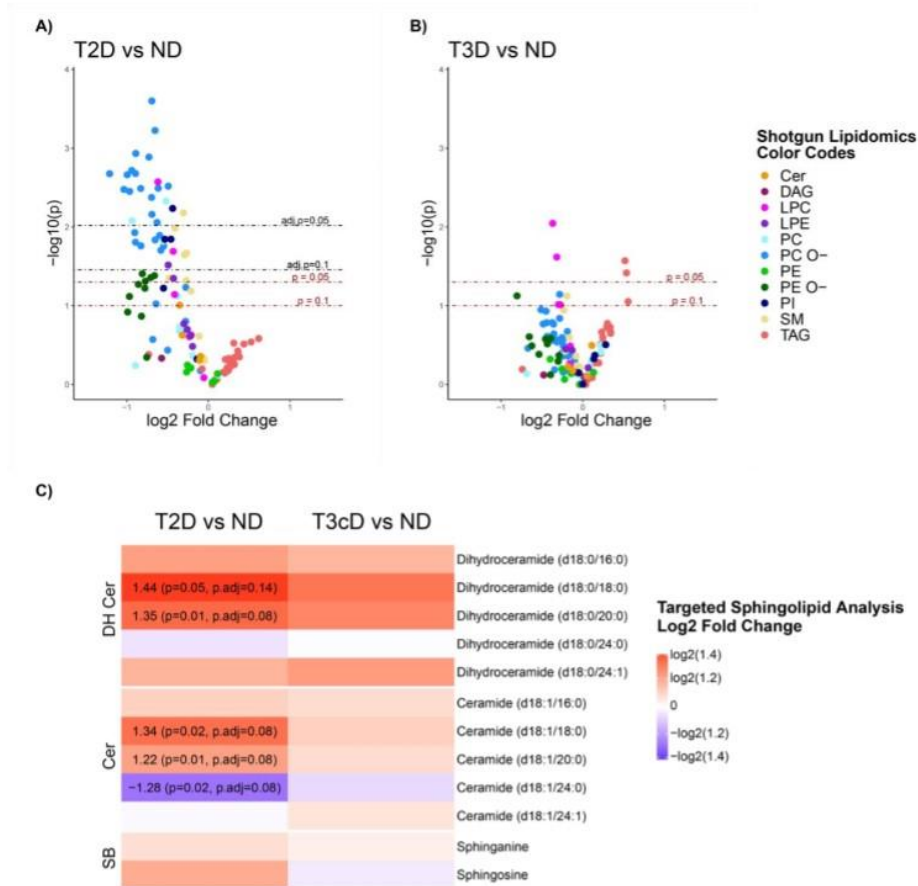 A)
T2D vs ND
4
3
2
1
0
−log10(p)
adj.p=0.05
adj.p=0.1
p = 0.05
p = 0.1
−1
0
1
log2 Fold Change
B)
T3D vs ND
4
3
2
1
0
−log10(p)
p = 0.05
p = 0.1
−1
0
1
log2 Fold Change
Shotgun Lipidomics
Color Codes
Cer
DAG
LPC
LPE
PC
PC O−
PE
PE O−
PI
SM
TAG
C)
T2D vs ND
T3cD vs ND
DH Cer
Dihydroceramide (d18:0/16:0)
1.44 (p=0.05, p.adj=0.14)
Dihydroceramide (d18:0/18:0)
1.35 (p=0.01, p.adj=0.08)
Dihydroceramide (d18:0/20:0)
Dihydroceramide (d18:0/24:0)
Dihydroceramide (d18:0/24:1)
Cer
Ceramide (d18:1/16:0)
1.34 (p=0.02, p.adj=0.08)
Ceramide (d18:1/18:0)
1.22 (p=0.01, p.adj=0.08)
Ceramide (d18:1/20:0)
−1.28 (p=0.02, p.adj=0.08)
Ceramide (d18:1/24:0)
Ceramide (d18:1/24:1)
SB
Sphinganine
Sphingosine
Targeted Sphingolipid Analysis
Log2 Fold Change
log2(1.4)
log2(1.2)
0
−log2(1.2)
−log2(1.4)